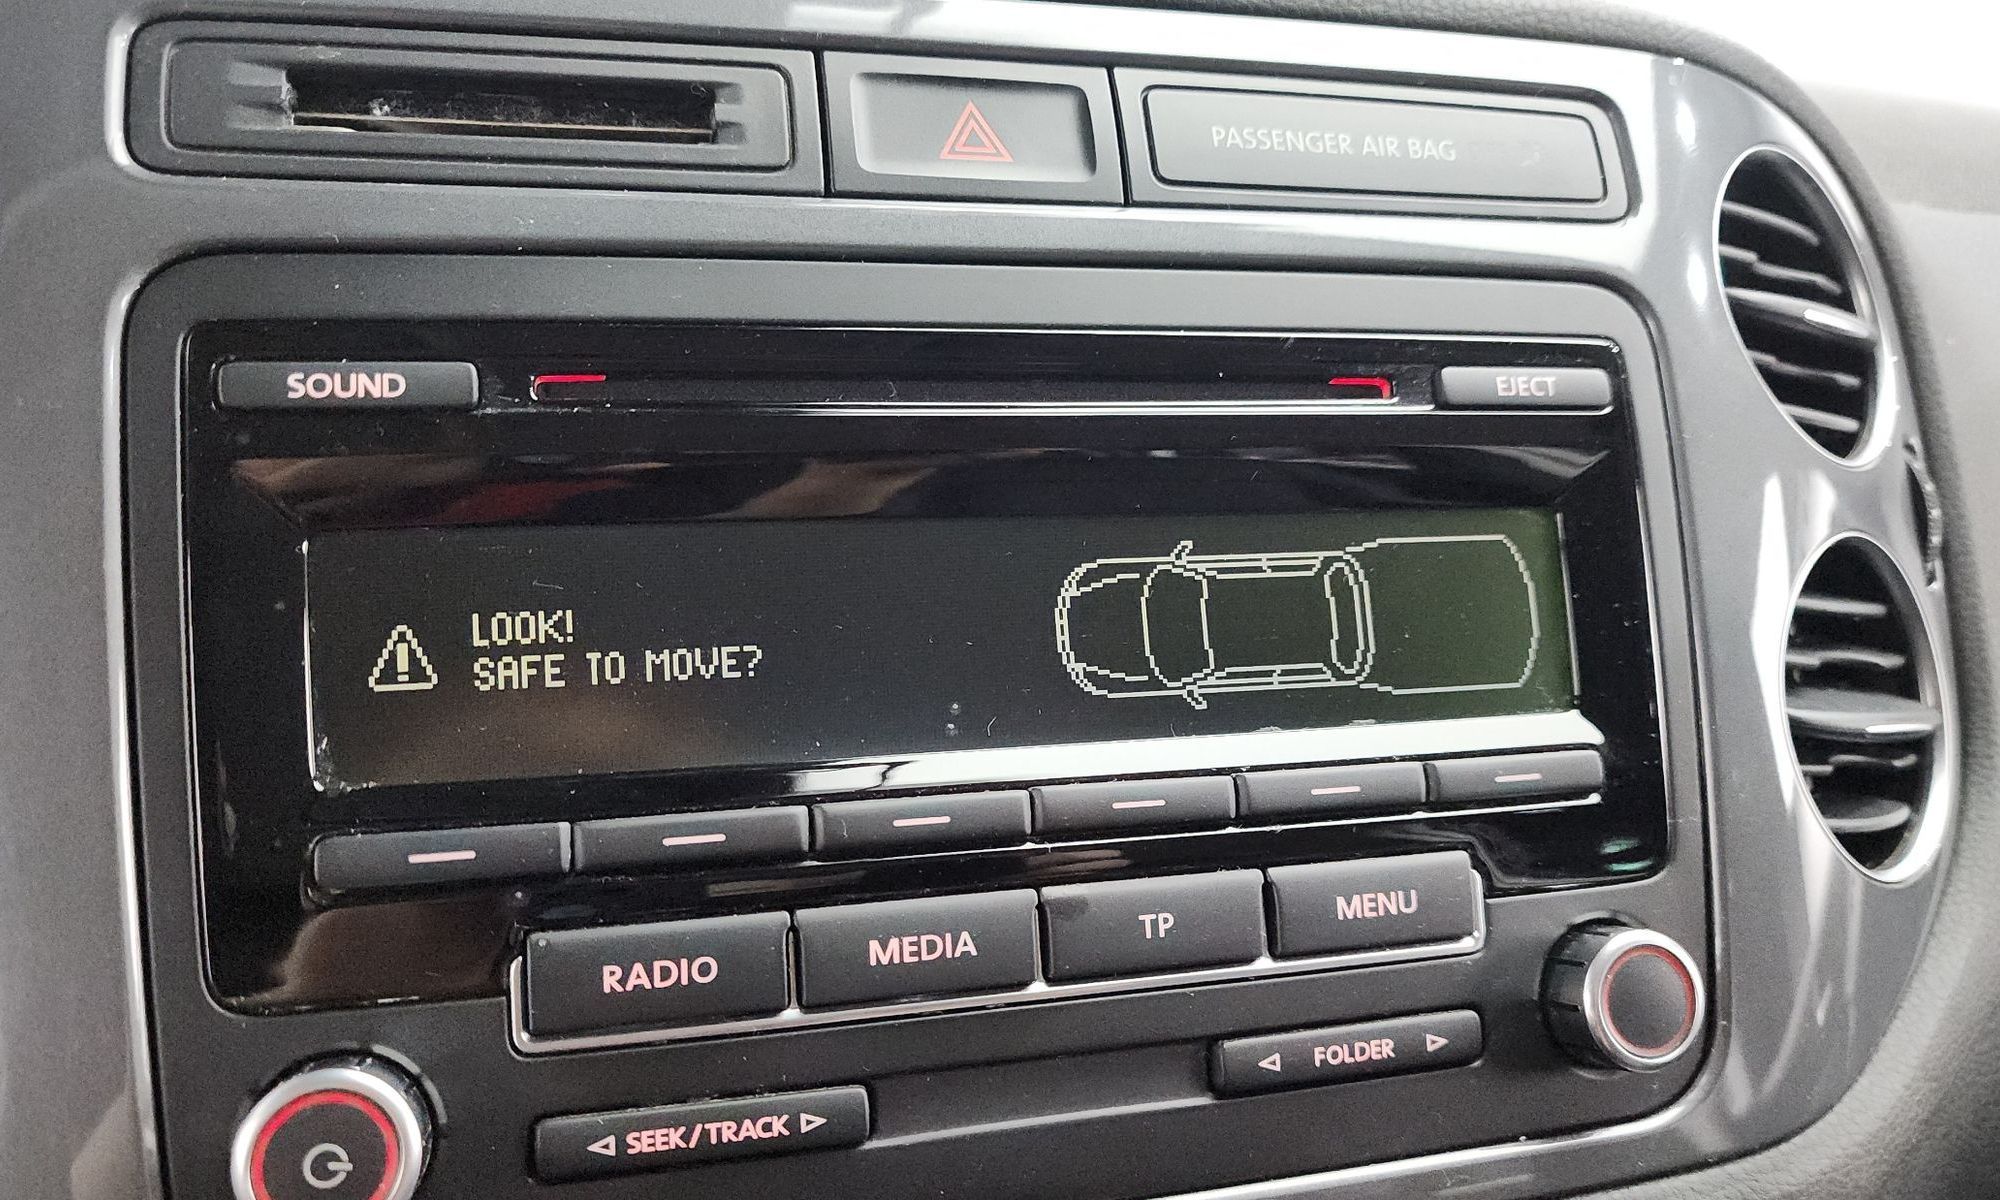 PASSENGER AIR BAG
SOUND
EJECT
LOOK!
SAFE TO MOVE?
RADIO
MEDIA
TP
MENU
FOLDER
SEEK/TRACK